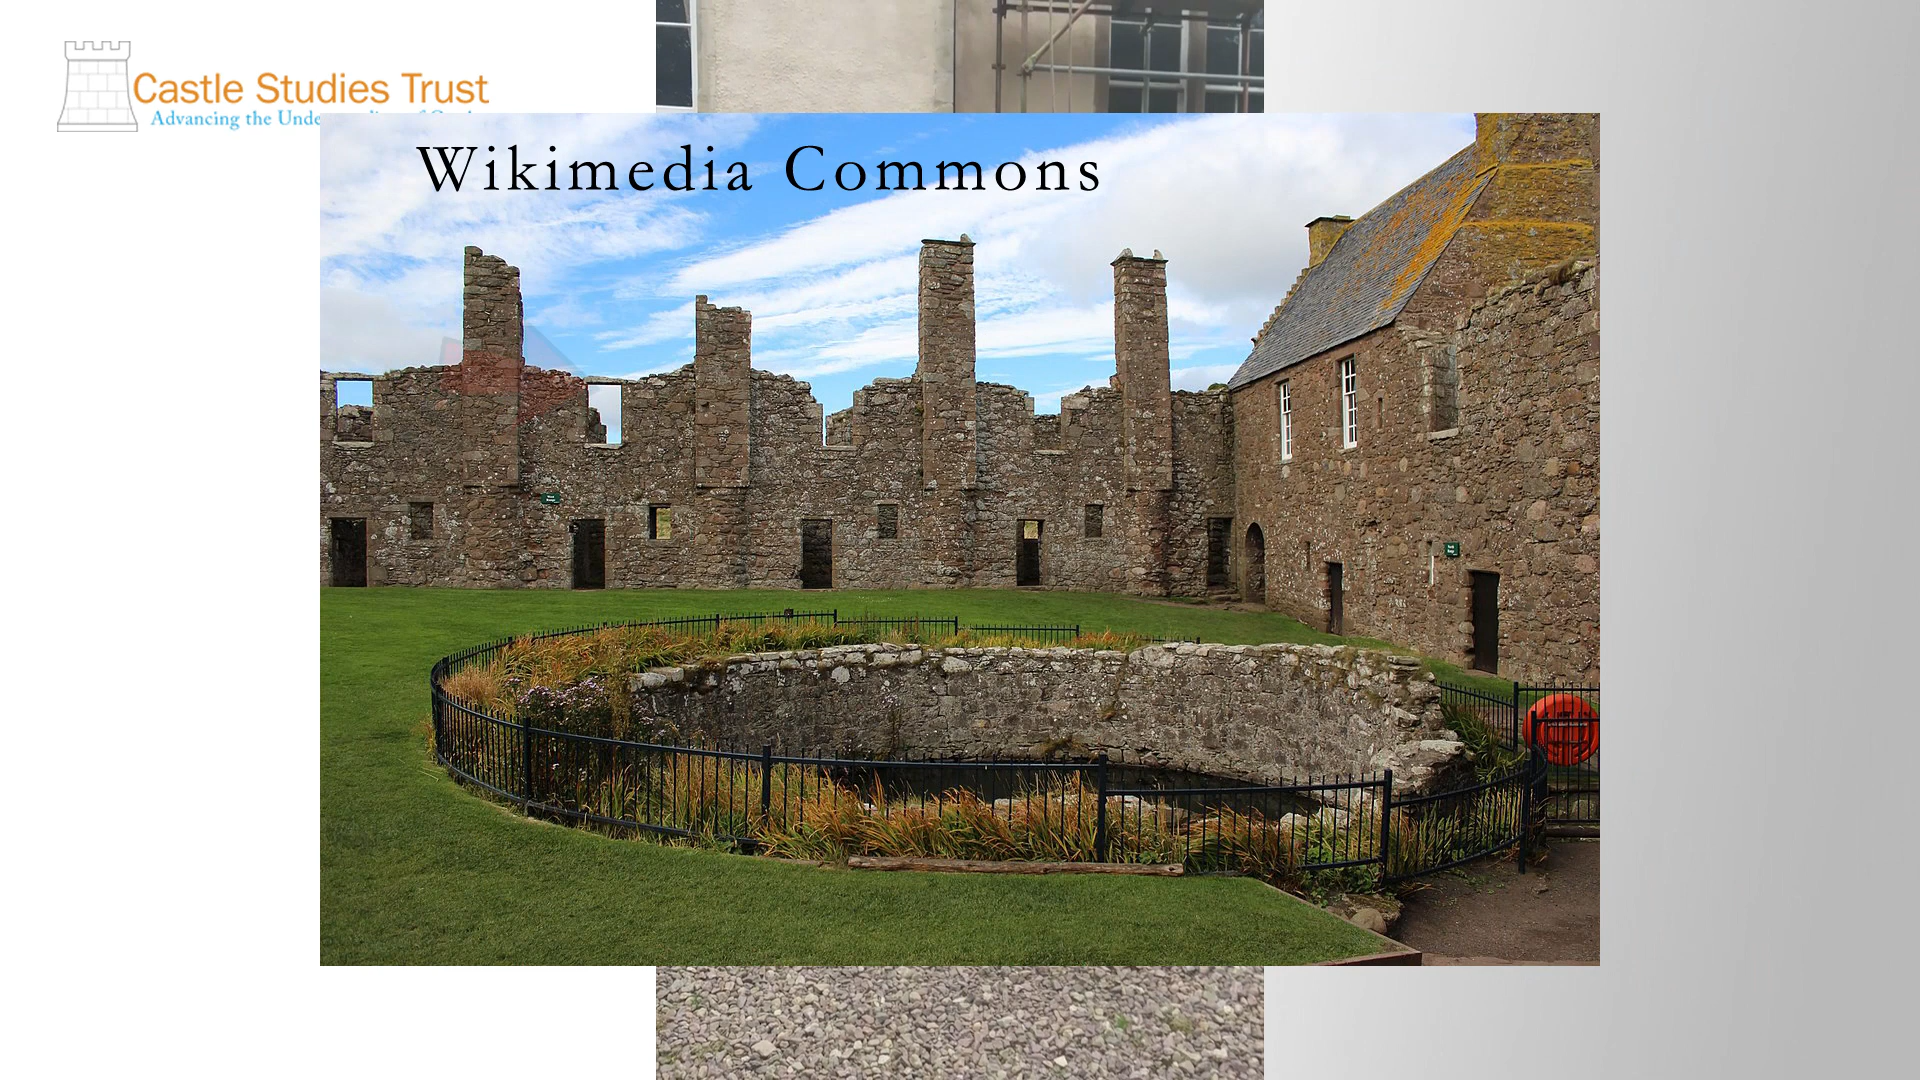 Castle Studies Trust
Advancing the Unde
Wikimedia Commons